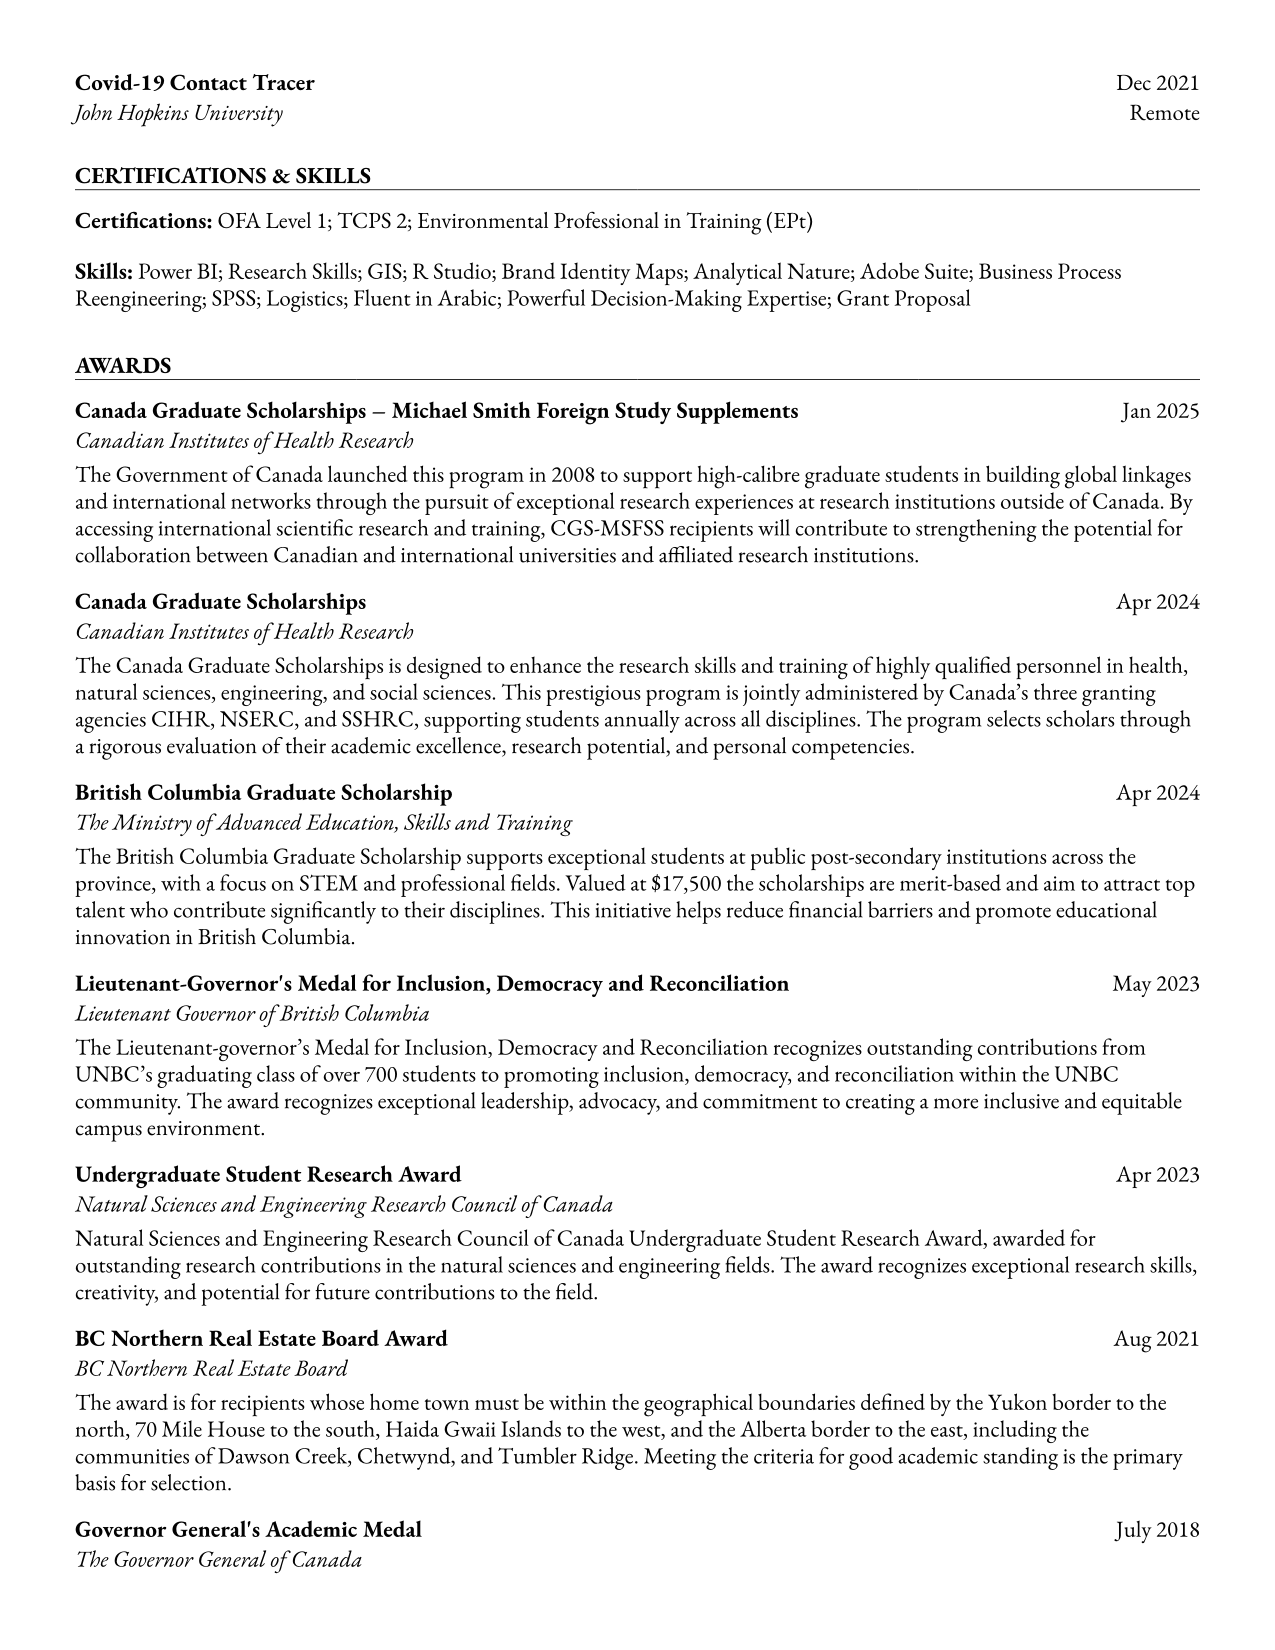 Covid-19 Contact Tracer Dec 2021
John Hopkins University Remote
CERTIFICATIONS & SKILLS
Certifications: OFA Level 1; TCPS 2; Environmental Professional in Training (EPt)
Skills: Power BI; Research Skills; GIS; R Studio; Brand Identity Maps; Analytical Nature; Adobe Suite; Business Process
Reengineering; SPSS; Logistics; Fluent in Arabic; Powerful Decision-Making Expertise; Grant Proposal
AWARDS
Canada Graduate Scholarships – Michael Smith Foreign Study Supplements Jan 2025
Canadian Institutes of Health Research
The Government of Canada launched this program in 2008 to support high-calibre graduate students in building global linkages
and international networks through the pursuit of exceptional research experiences at research institutions outside of Canada. By
accessing international scientific research and training, CGS-MSFSS recipients will contribute to strengthening the potential for
collaboration between Canadian and international universities and affiliated research institutions.
Canada Graduate Scholarships Apr 2024
Canadian Institutes of Health Research
The Canada Graduate Scholarships is designed to enhance the research skills and training of highly qualified personnel in health,
natural sciences, engineering, and social sciences. This prestigious program is jointly administered by Canada’s three granting
agencies CIHR, NSERC, and SSHRC, supporting students annually across all disciplines. The program selects scholars through
a rigorous evaluation of their academic excellence, research potential, and personal competencies.
British Columbia Graduate Scholarship Apr 2024
The Ministry of Advanced Education, Skills and Training
The British Columbia Graduate Scholarship supports exceptional students at public post-secondary institutions across the
province, with a focus on STEM and professional fields. Valued at $17,500 the scholarships are merit-based and aim to attract top
talent who contribute significantly to their disciplines. This initiative helps reduce financial barriers and promote educational
innovation in British Columbia.
Lieutenant-Governor's Medal for Inclusion, Democracy and Reconciliation May 2023
Lieutenant Governor of British Columbia
The Lieutenant-governor’s Medal for Inclusion, Democracy and Reconciliation recognizes outstanding contributions from
UNBC’s graduating class of over 700 students to promoting inclusion, democracy, and reconciliation within the UNBC
community. The award recognizes exceptional leadership, advocacy, and commitment to creating a more inclusive and equitable
campus environment.
Undergraduate Student Research Award Apr 2023
Natural Sciences and Engineering Research Council of Canada
Natural Sciences and Engineering Research Council of Canada Undergraduate Student Research Award, awarded for
outstanding research contributions in the natural sciences and engineering fields. The award recognizes exceptional research skills,
creativity, and potential for future contributions to the field.
BC Northern Real Estate Board Award Aug 2021
BC Northern Real Estate Board
The award is for recipients whose home town must be within the geographical boundaries defined by the Yukon border to the
north, 70 Mile House to the south, Haida Gwaii Islands to the west, and the Alberta border to the east, including the
communities of Dawson Creek, Chetwynd, and Tumbler Ridge. Meeting the criteria for good academic standing is the primary
basis for selection.
Governor General's Academic Medal July 2018
The Governor General of Canada